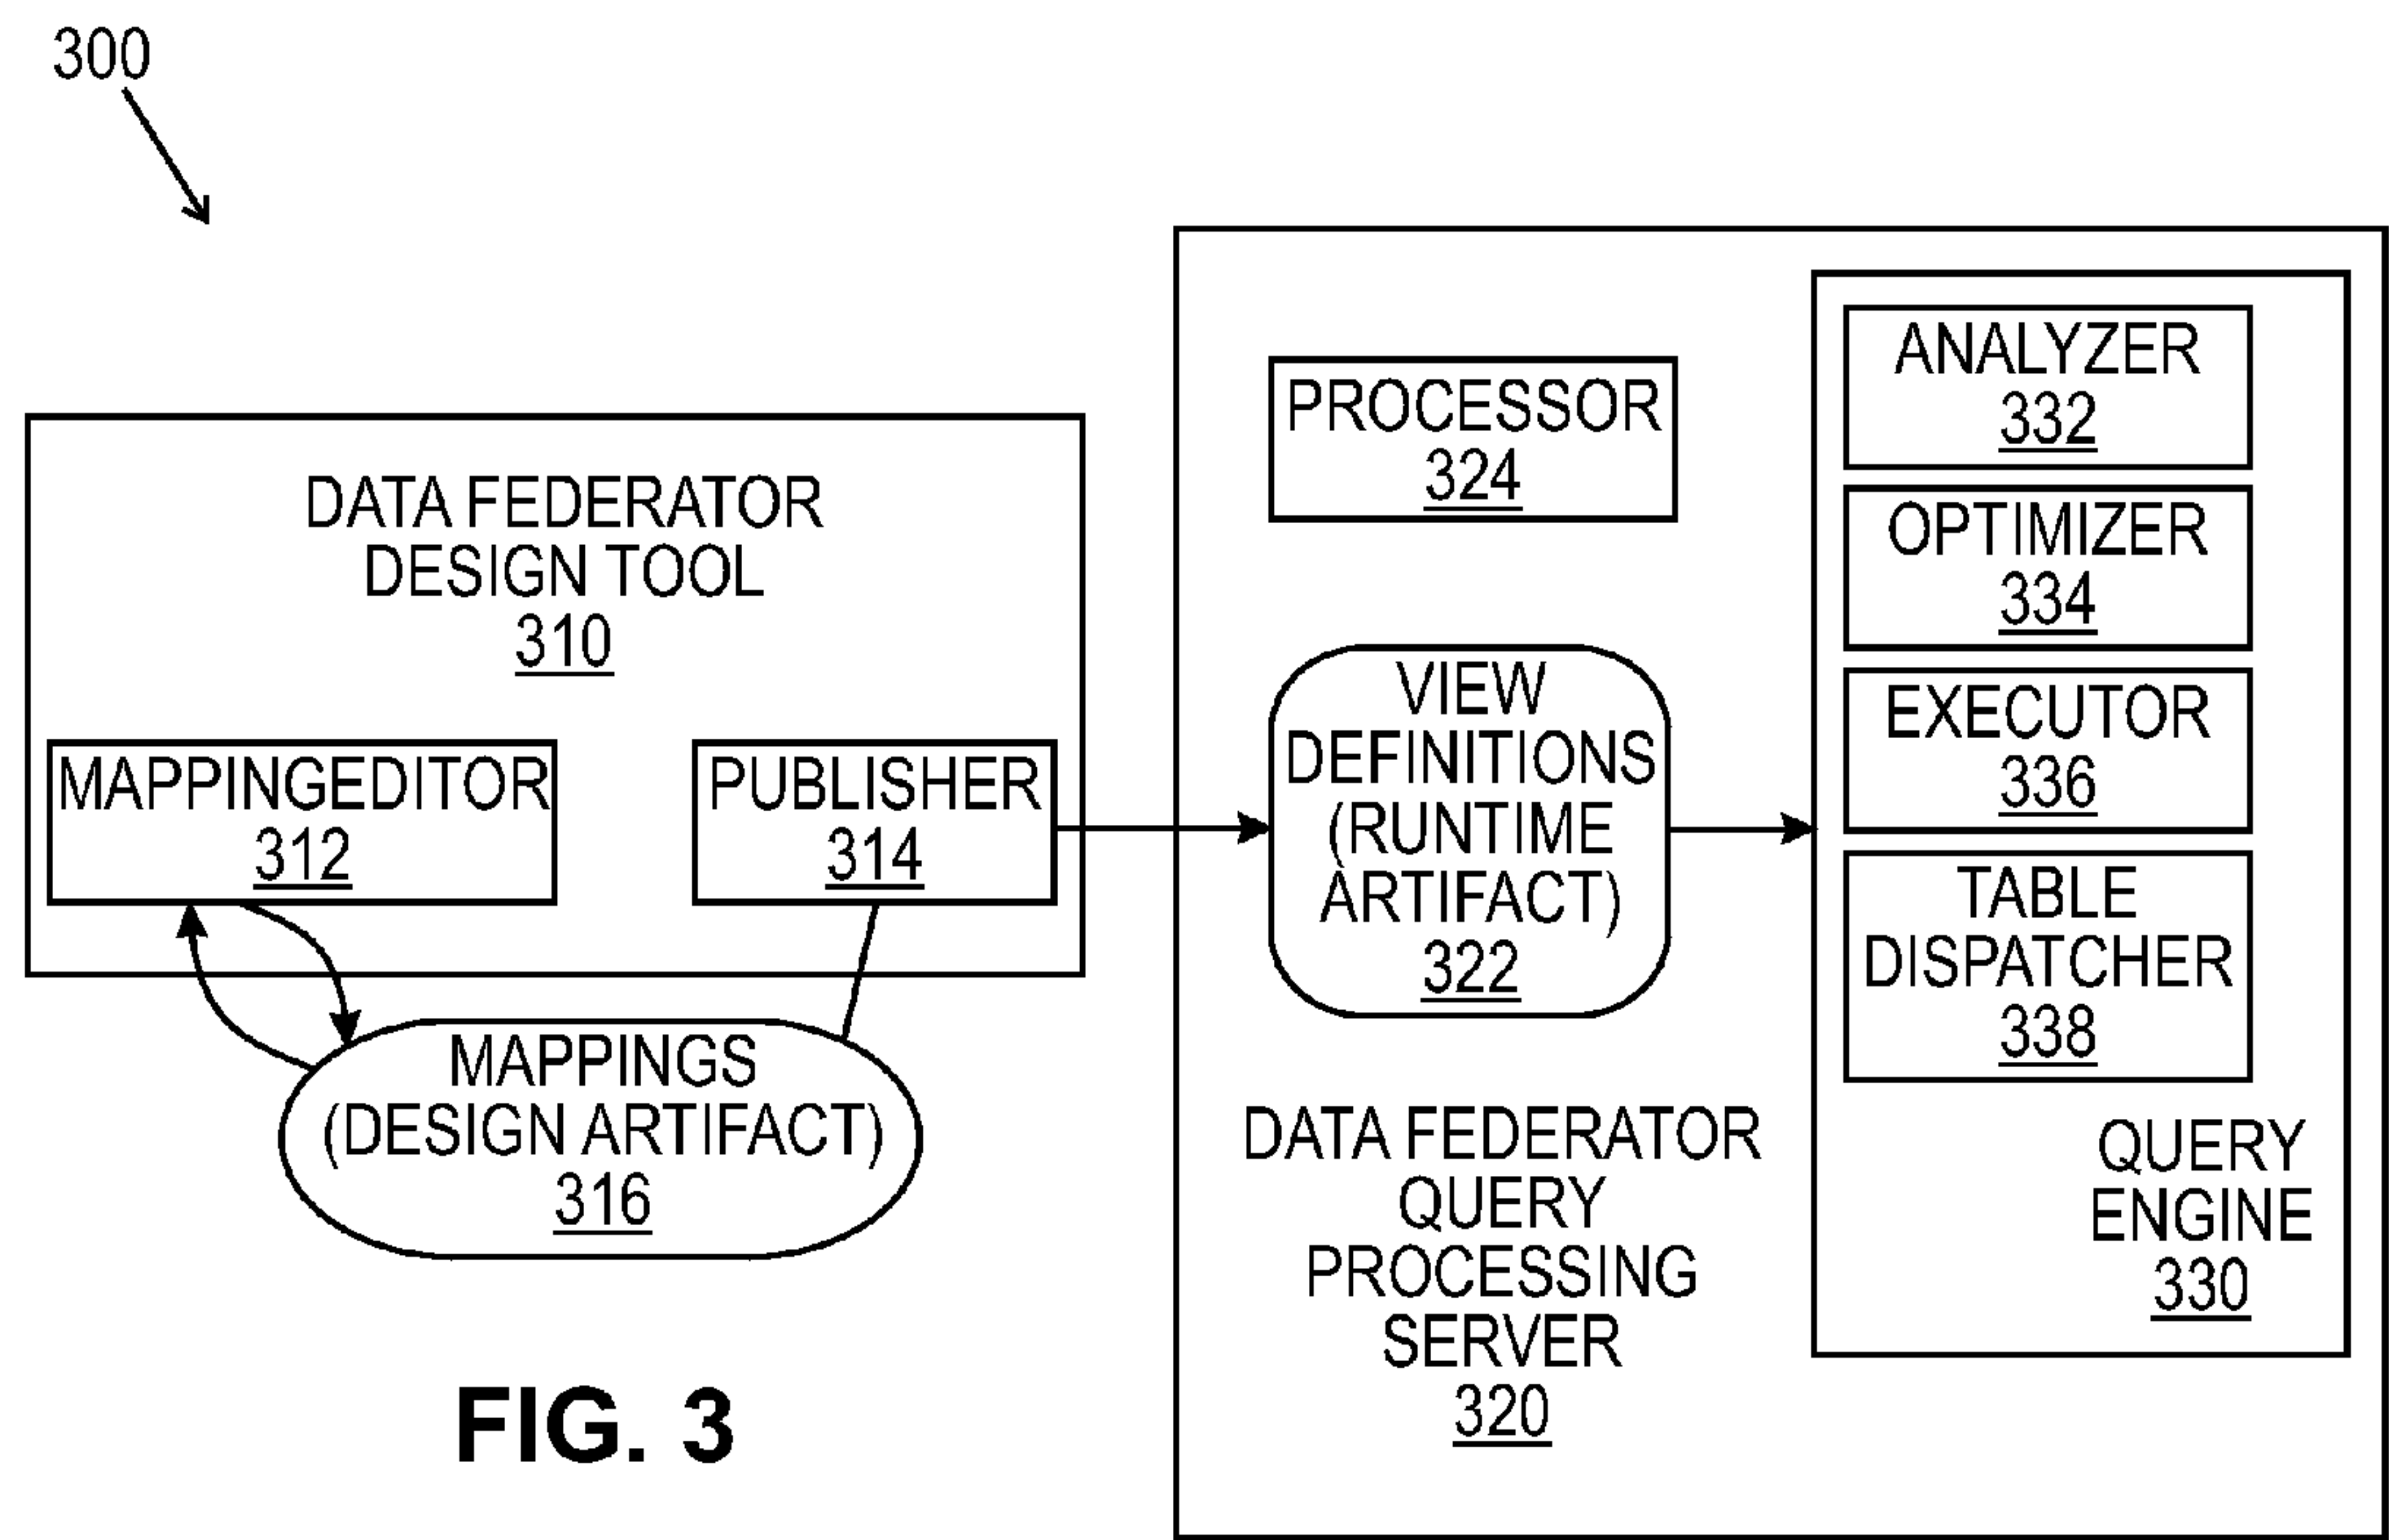 300
DATA FEDERATOR
DESIGN TOOL
310
MAPPINGEDITOR
312
PUBLISHER
314
MAPPINGS
(DESIGN ARTIFACT)
316
PROCESSOR
324
VIEW
DEFINITIONS
(RUNTIME
ARTIFACT)
322
DATA FEDERATOR
QUERY
PROCESSING
SERVER
320
ANALYZER
332
OPTIMIZER
334
EXECUTOR
336
TABLE
DISPATCHER
338
QUERY
ENGINE
330
FIG. 3